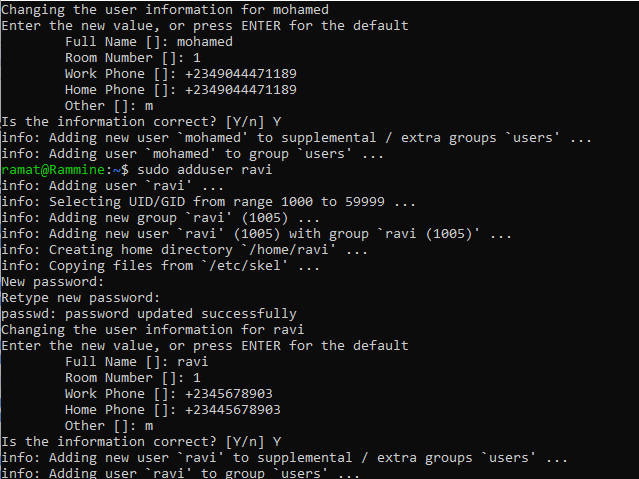 Changing the user information for mohamed
Enter the new value, or press ENTER for the default
Full Name []: mohamed
Room Number []: 1
Work Phone []: +2349044471189
Home Phone []: +2349044471189
Other []: m
Is the information correct? [Y/n] Y
info: Adding new user `mohamed' to supplemental / extra groups `users' ...
info: Adding user `mohamed' to group `users' ...
ramat@Rammine:~$ sudo adduser ravi
info: Adding user `ravi' ...
info: Selecting UID/GID from range 1000 to 59999 ...
info: Adding new group `ravi' (1005) ...
info: Adding new user `ravi' (1005) with group `ravi (1005)' ...
info: Creating home directory `/home/ravi' ...
info: Copying files from `/etc/skel' ...
New password:
Retype new password:
passwd: password updated successfully
Changing the user information for ravi
Enter the new value, or press ENTER for the default
Full Name []: ravi
Room Number []: 1
Work Phone []: +2345678903
Home Phone []: +23445678903
Other []: m
Is the information correct? [Y/n] Y
info: Adding new user `ravi' to supplemental / extra groups `users' ...
info: Adding user `ravi' to group `users' ...